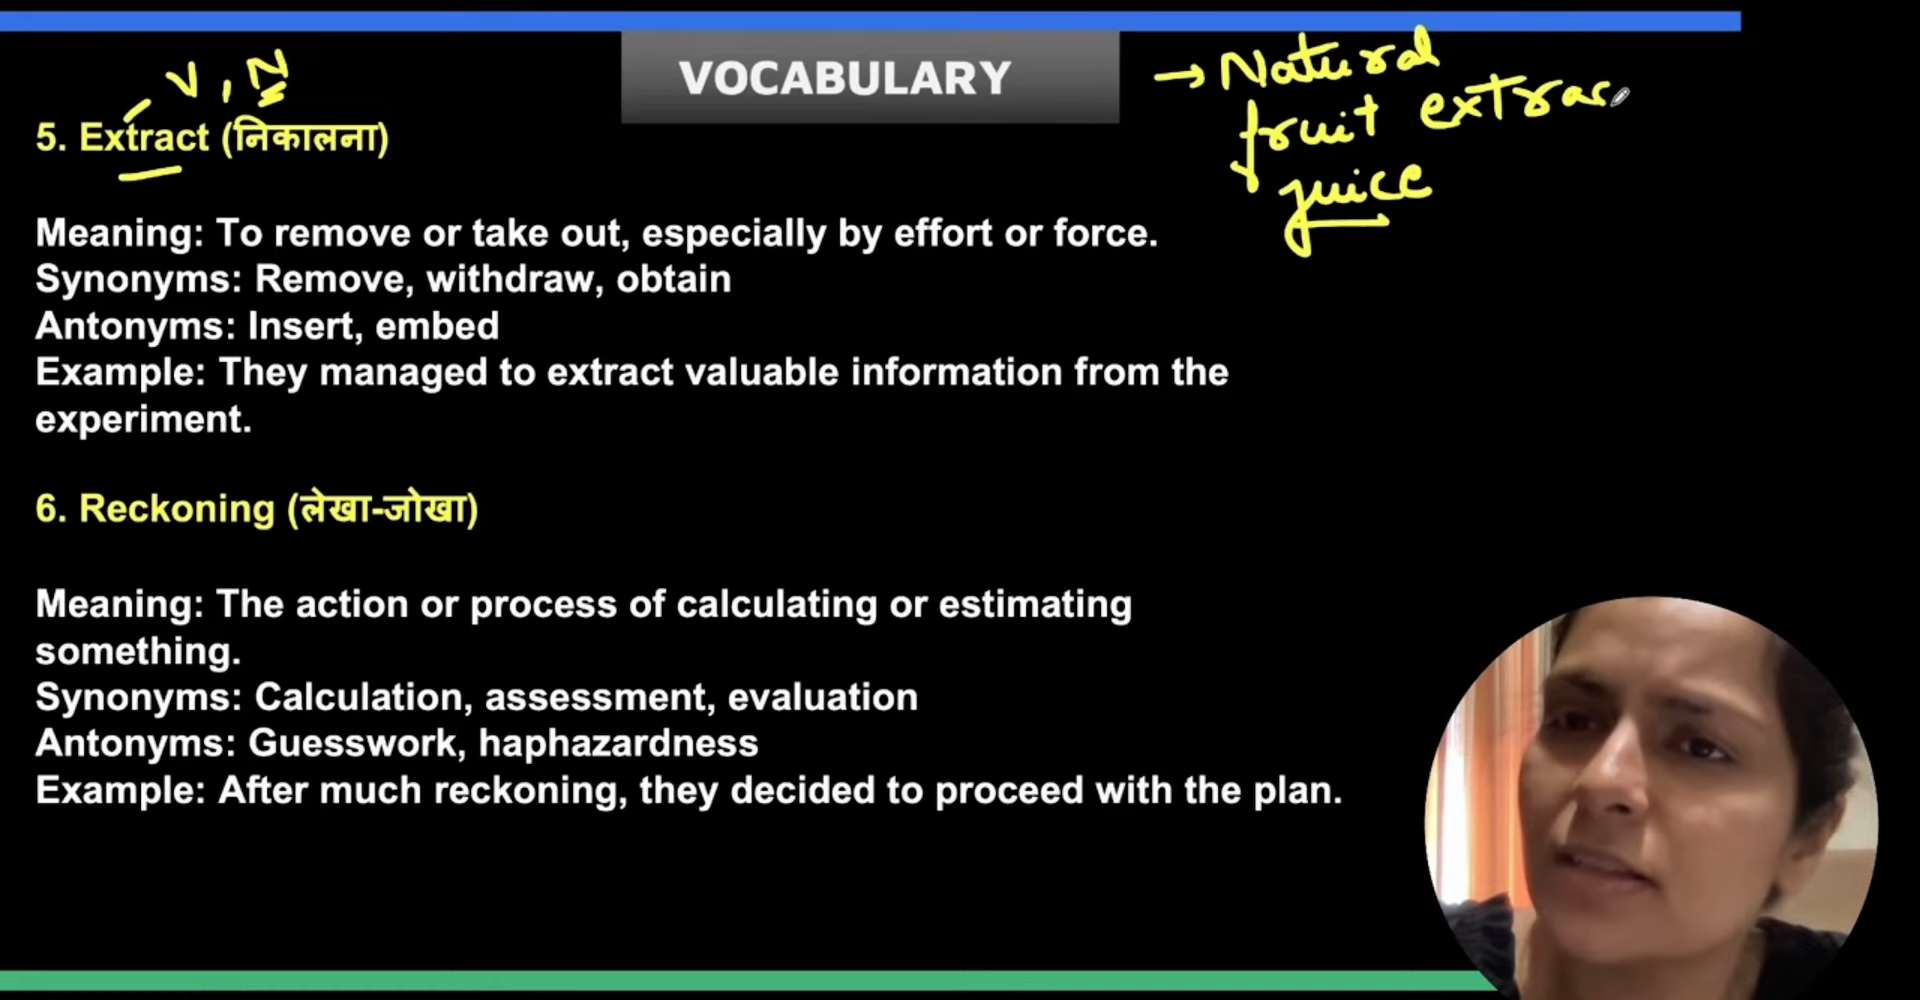 VOCABULARY
V, N
5. Extract (निकालना)
→ Natural
fruit extrac
juice
Meaning: To remove or take out, especially by effort or force.
Synonyms: Remove, withdraw, obtain
Antonyms: Insert, embed
Example: They managed to extract valuable information from the
experiment.
6. Reckoning (लेखा-जोखा)
Meaning: The action or process of calculating or estimating
something.
Synonyms: Calculation, assessment, evaluation
Antonyms: Guesswork, haphazardness
Example: After much reckoning, they decided to proceed with the plan.